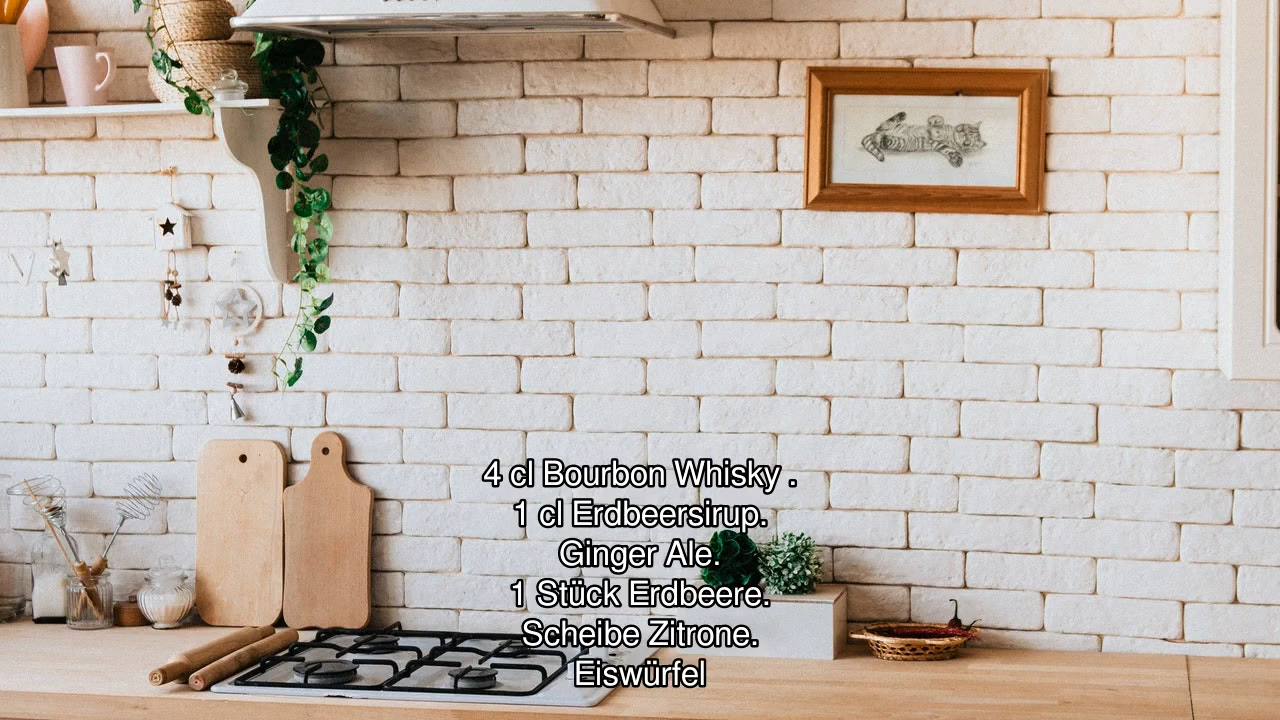 4 cl Bourbon Whisky .
1 cl Erdbeersirup.
Ginger Ale.
1 Stück Erdbeere.
Scheibe Zitrone.
Eiswürfel